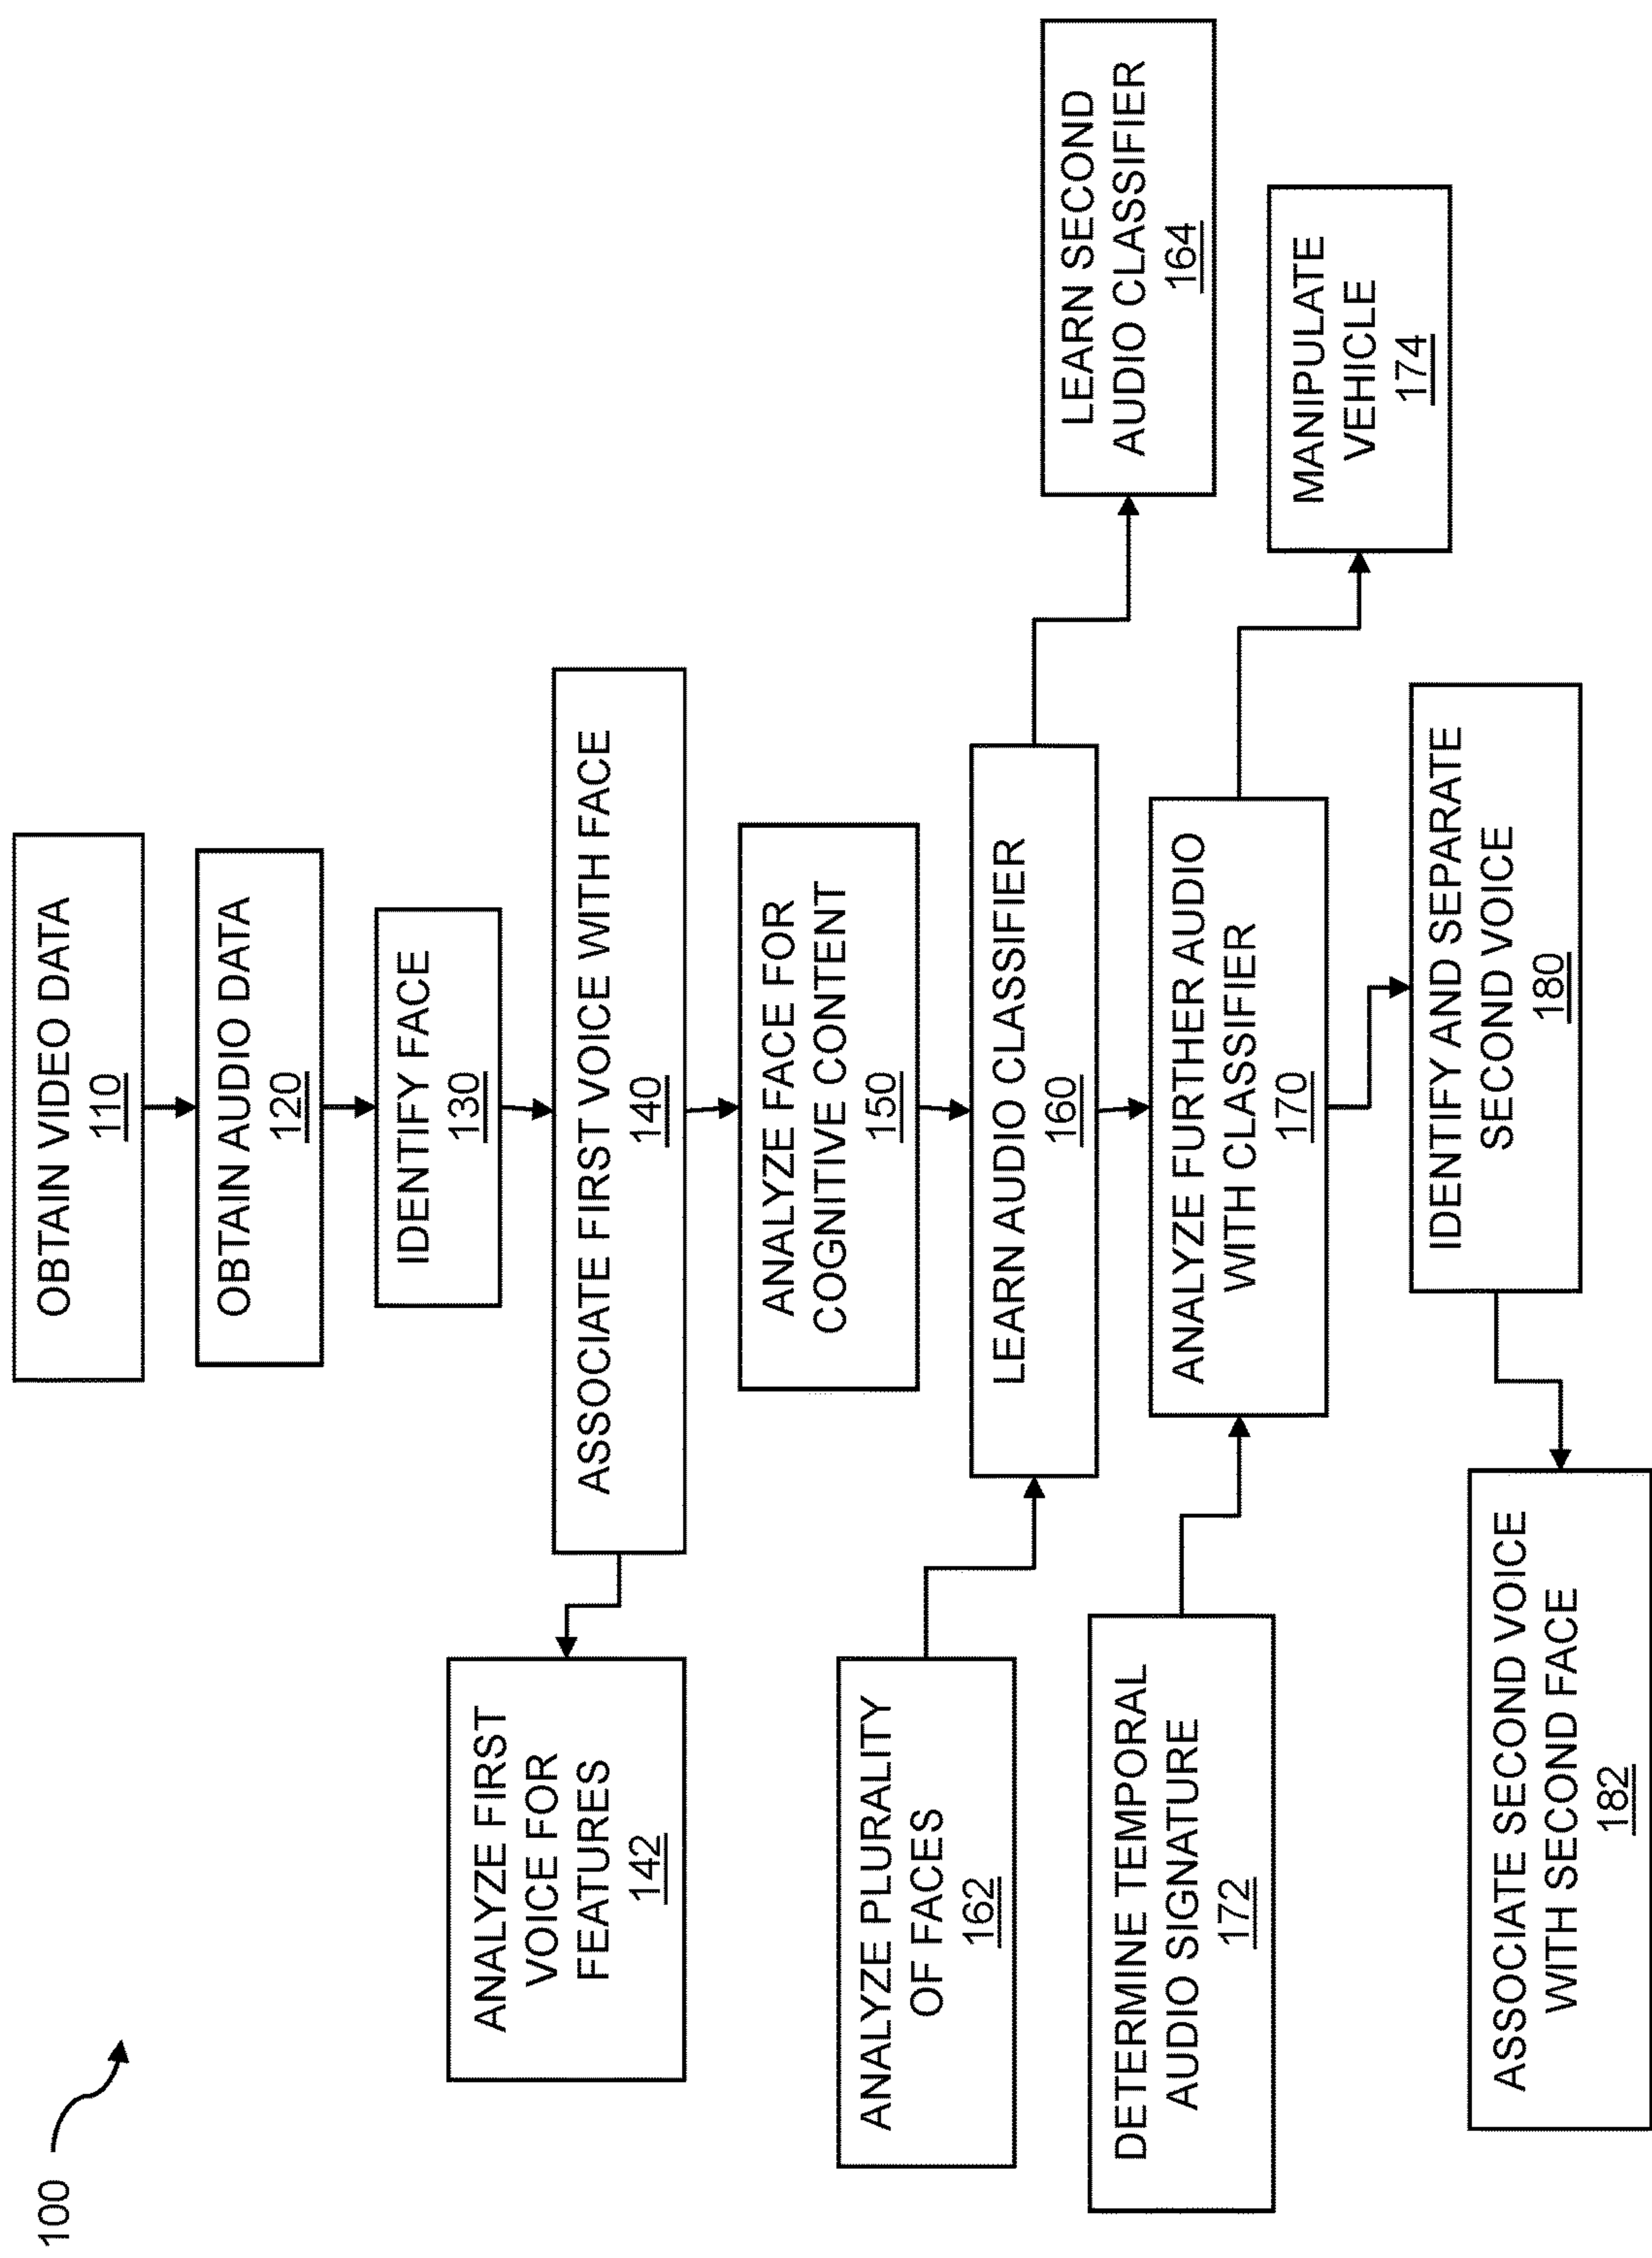 100
OBTAIN VIDEO DATA
110
OBTAIN AUDIO DATA
120
IDENTIFY FACE
130
ASSOCIATE FIRST VOICE WITH FACE
140
ANALYZE FIRST
VOICE FOR
FEATURES
142
ANALYZE FACE FOR
COGNITIVE CONTENT
150
ANALYZE PLURALITY
OF FACES
162
LEARN AUDIO CLASSIFIER
160
LEARN SECOND
AUDIO CLASSIFIER
164
DETERMINE TEMPORAL
AUDIO SIGNATURE
172
ANALYZE FURTHER AUDIO
WITH CLASSIFIER
170
MANIPULATE
VEHICLE
174
IDENTIFY AND SEPARATE
SECOND VOICE
180
ASSOCIATE SECOND VOICE
WITH SECOND FACE
182